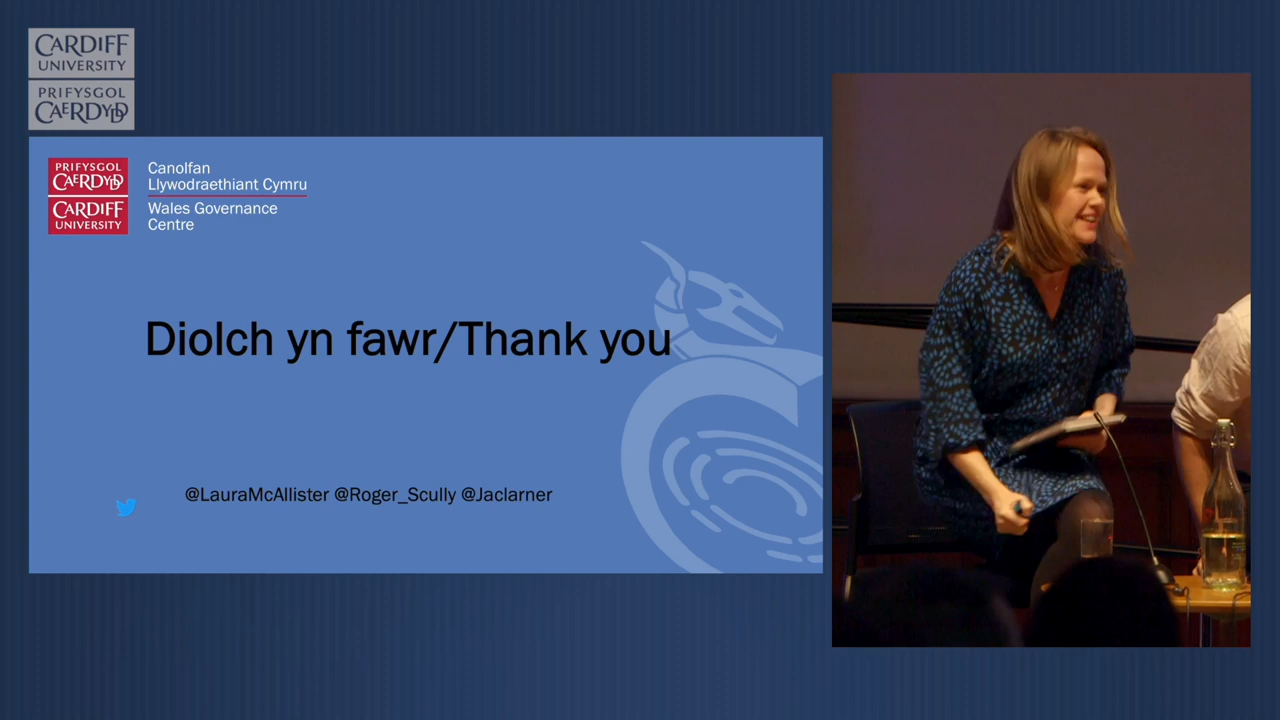 CARDIFF
UNIVERSITY
PRIFYSGOL
CAERDYDD
PRIFYSGOL
CAERDYDD
CARDIFF
UNIVERSITY
Canolfan
Llywodraethiant Cymru
Wales Governance
Centre
Diolch yn fawr/Thank you
@LauraMcAllister @Roger_Scully @Jaclarner